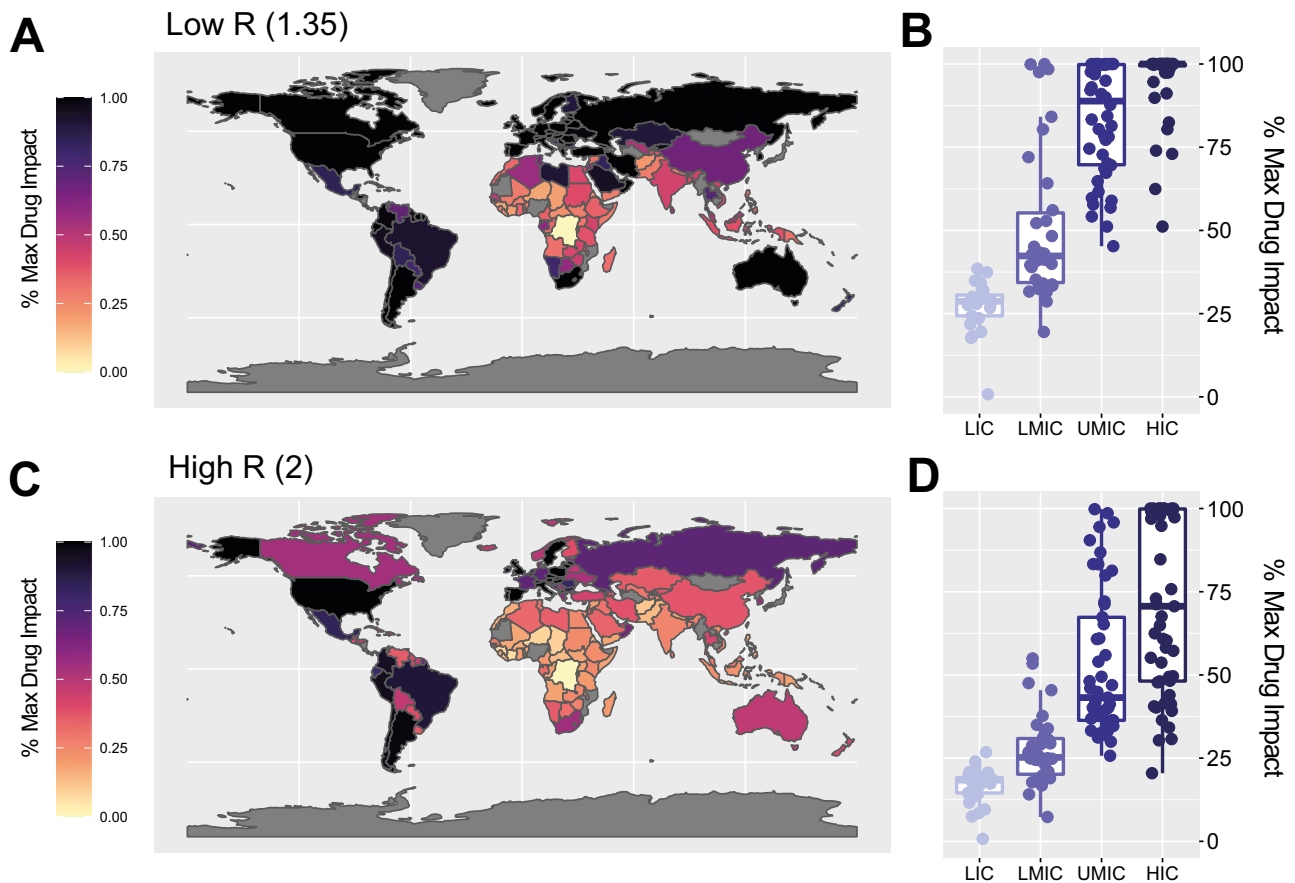 A
Low R (1.35)
% Max Drug Impact
1.00
0.75
0.50
0.25
0.00
B
100
75
50
25
0
% Max Drug Impact
LIC LMIC UMIC HIC
C
High R (2)
% Max Drug Impact
1.00
0.75
0.50
0.25
0.00
D
100
75
50
25
0
% Max Drug Impact
LIC LMIC UMIC HIC